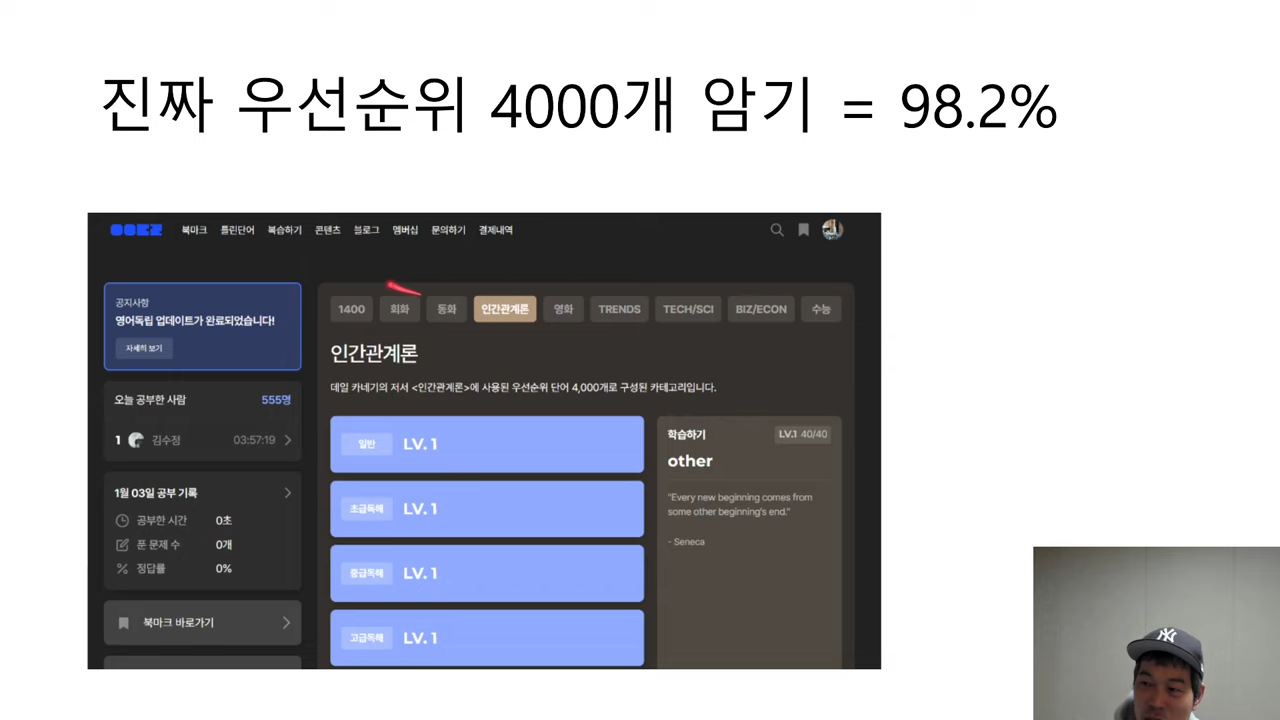 진짜 우선순위 4000개 암기 = 98.2%
북마크 틀린단어 복습하기 콘텐츠 블로그 멤버십 문의하기 결제내역
공지사항
영어독립 업데이트가 완료되었습니다!
자세히 보기
오늘 공부한 사람 555명
1 김수정 03:57:19
1월 03일 공부 기록
공부한 시간 0초
푼 문제 수 0개
정답률 0%
북마크 바로가기
1400 회화 동화 인간관계론 영화 TRENDS TECH/SCI BIZ/ECON 수능
인간관계론
데일 카네기의 저서 <인간관계론>에 사용된 우선순위 단어 4,000개로 구성된 카테고리입니다.
일반 LV. 1
초급독해 LV. 1
중급독해 LV. 1
고급독해 LV. 1
학습하기 LV.1 40/40
other
"Every new beginning comes from
some other beginning's end."
- Seneca
NY